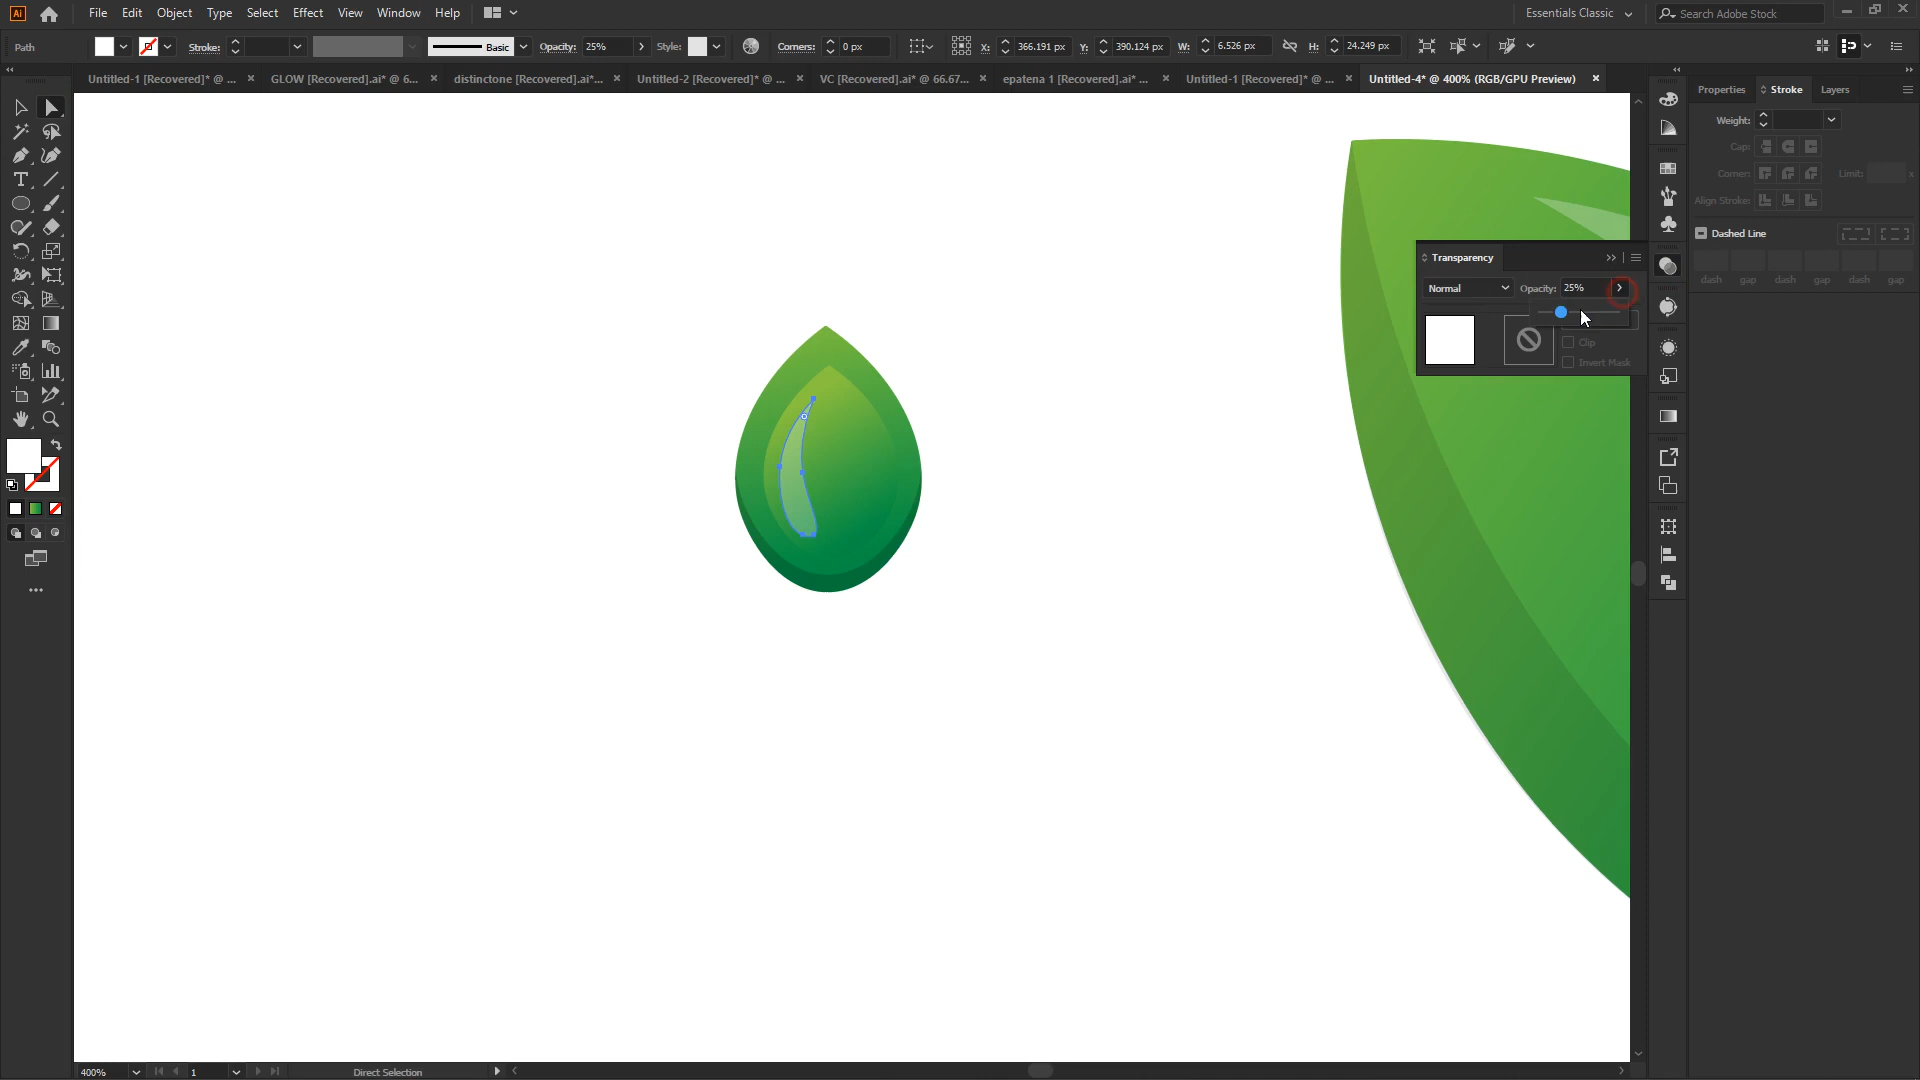 Ai File Edit Object Type Select Effect View Window Help Essentials Classic Search Adobe Stock
Path Stroke: Basic Opacity: 25% Style: Corners: 0 px X: 366.191 px Y: 390.124 px W: 6.526 px H: 24.249 px
Untitled-1 [Recovered]* @ ... × GLOW [Recovered].ai* @ 6... × distinctone [Recovered].ai*... × Untitled-2 [Recovered]* @ ... × VC [Recovered].ai* @ 66.67... × epatena 1 [Recovered].ai* ... × Untitled-1 [Recovered]* @ ... × Untitled-4* @ 400% (RGB/GPU Preview) ×
Properties Stroke Layers
Weight:
Cap:
Corner: Limit: x
Align Stroke:
Dashed Line
dash gap dash gap dash gap
Transparency
Normal Opacity: 25%
Clip
Invert Mask
400% 1 Direct Selection